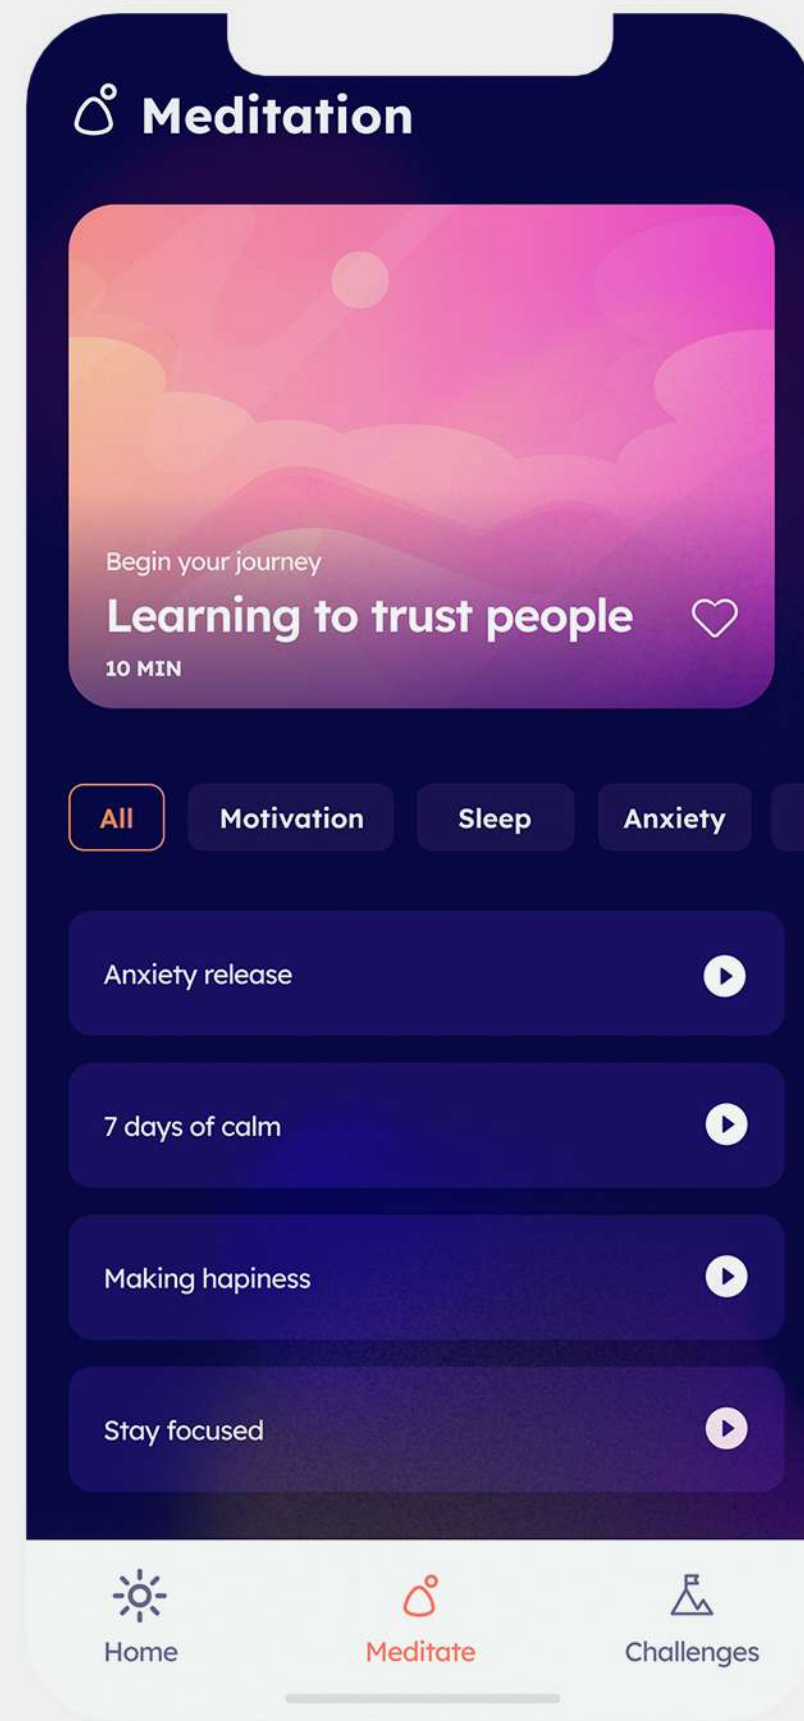 Meditation
Begin your journey
Learning to trust people
10 MIN
All
Motivation
Sleep
Anxiety
Anxiety release
7 days of calm
Making hapiness
Stay focused
Home
Meditate
Challenges